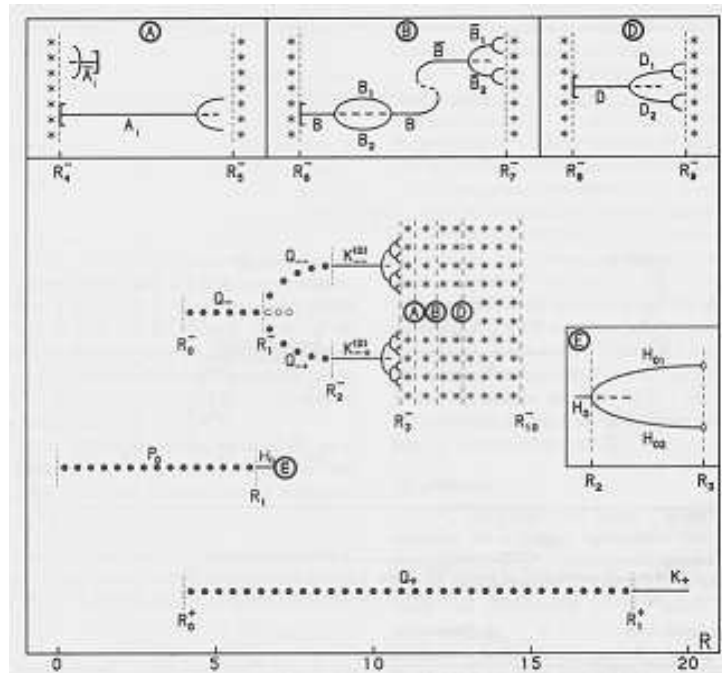 A B D
Ā₁ A₁
B B₁ B₂ B B̄ B̄₁ B̄₂
D D₁ D₂
R₄⁻ R₅⁻ R₆⁻ R₇⁻ R₈⁻ R₉⁻
Q₋₋ K₋₋⁽²⁾
Q₋ A B D
R₀⁻ R₁⁻ Q₋₊ K₋₊⁽²⁾
R₂⁻ R₃⁻ R₁₀⁻
E
H₀₁
H₀
H₀₂
R₂ R₃
P₀ H₀ E
R₁
Q₊ K₊
R₀⁺ R₁⁺ R
0 5 10 15 20